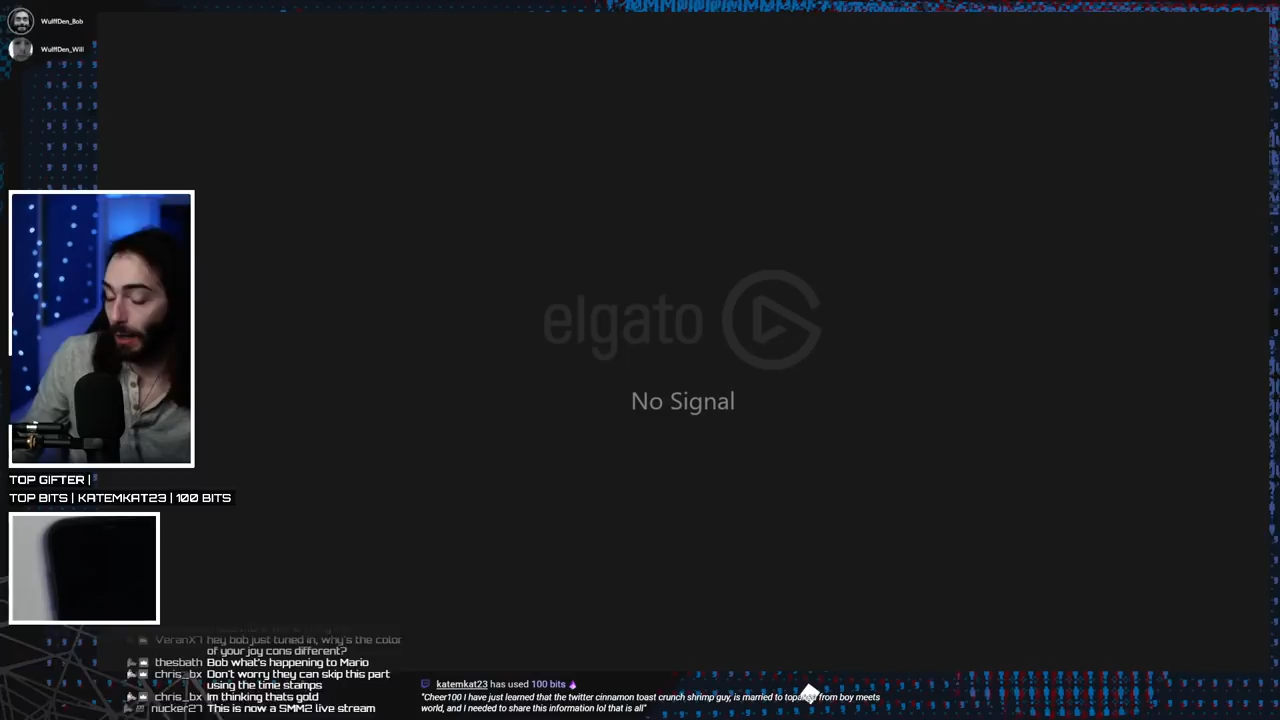 WulffDen_Bob
WulffDen_Will
elgato
No Signal
TOP GIFTER |
TOP BITS | KATEMKAT23 | 100 BITS
VeranX7 hey bob just tuned in, why's the color
of your joy cons different?
thesbath Bob what's happening to Mario
chris_bx Don't worry they can skip this part
using the time stamps
chris_bx Im thinking thats gold
nucker27 This is now a SMM2 live stream
katemkat23 has used 100 bits
"Cheer100 I have just learned that the twitter cinnamon toast crunch shrimp guy, is married to from boy meets
world, and I needed to share this information lol that is all"